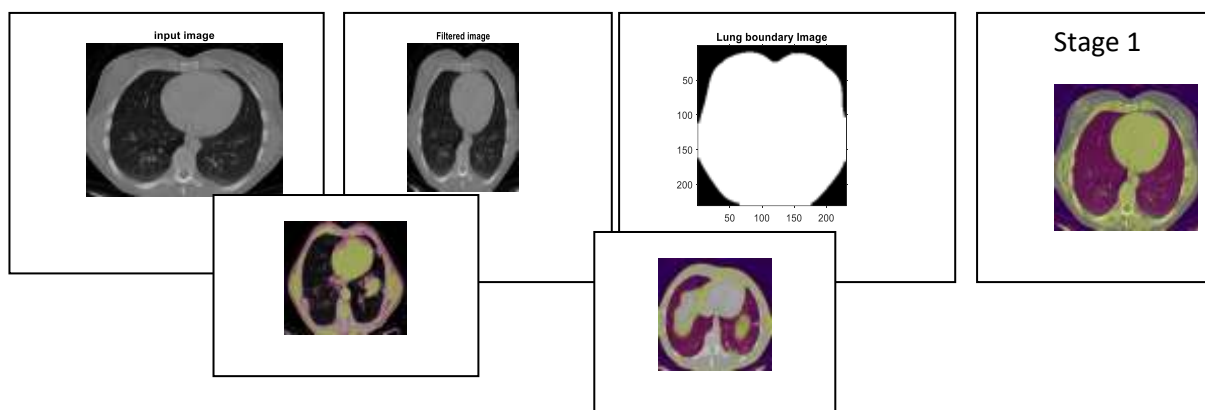 input image
Filtered image
Lung boundary Image
50
100
150
200
50 100 150 200
Stage 1